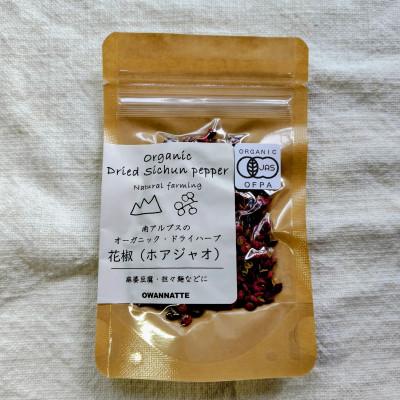 Organic
Dried Sichun pepper
Natural farming
南アルプスの
オーガニック・ドライハーブ
花椒（ホアジャオ）
麻婆豆腐・担々麺などに
OWANNATTE
ORGANIC
JAS
OFPA